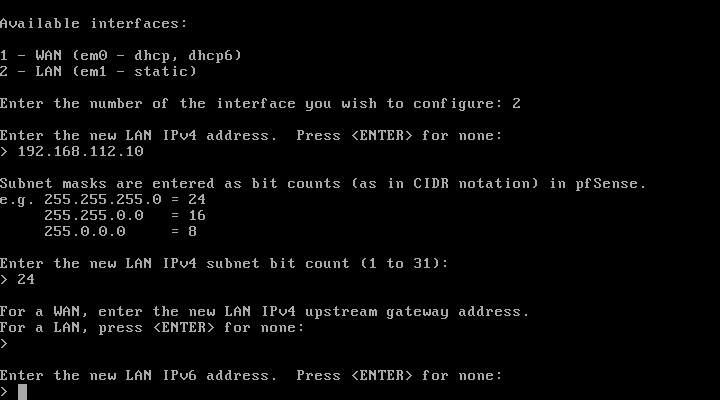 Available interfaces:
1 - WAN (em0 - dhcp, dhcp6)
2 - LAN (em1 - static)
Enter the number of the interface you wish to configure: 2
Enter the new LAN IPv4 address.  Press <ENTER> for none:
> 192.168.112.10
Subnet masks are entered as bit counts (as in CIDR notation) in pfSense.
e.g. 255.255.255.0 = 24
     255.255.0.0   = 16
     255.0.0.0     = 8
Enter the new LAN IPv4 subnet bit count (1 to 31):
> 24
For a WAN, enter the new LAN IPv4 upstream gateway address.
For a LAN, press <ENTER> for none:
>
Enter the new LAN IPv6 address.  Press <ENTER> for none:
>